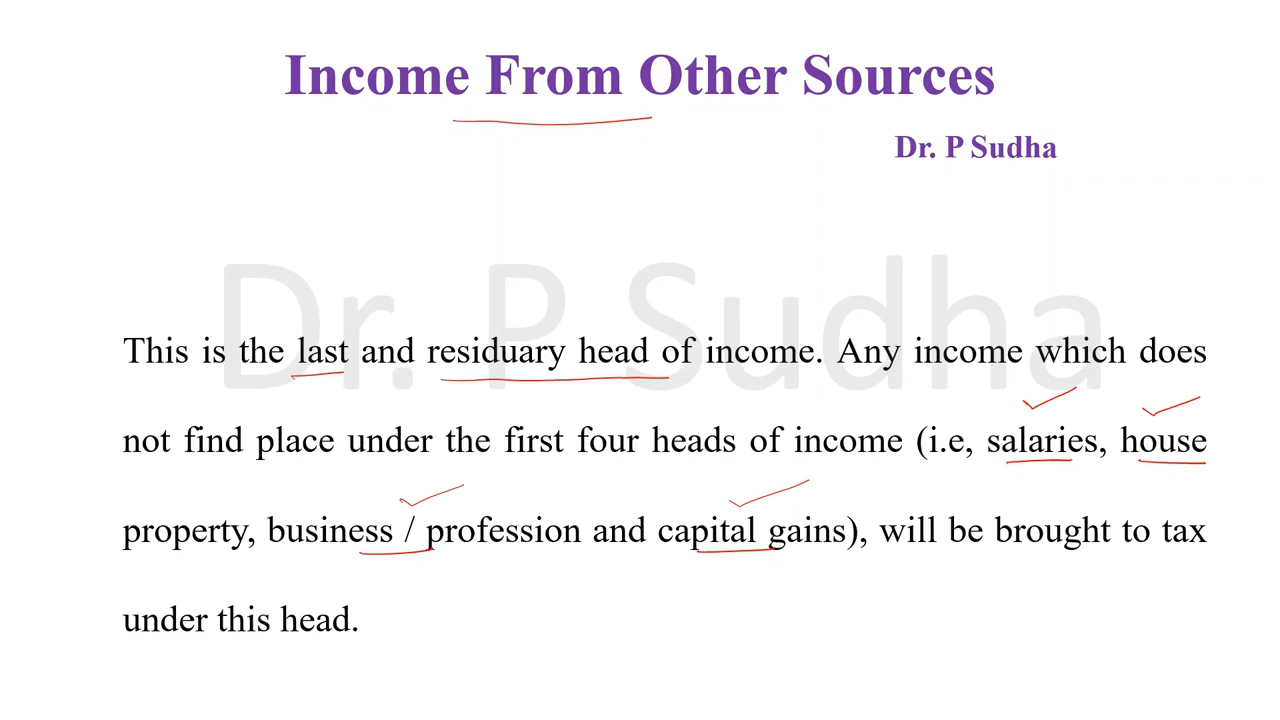 Income From Other Sources
Dr. P Sudha
Dr. P Sudha
This is the last and residuary head of income. Any income which does
not find place under the first four heads of income (i.e, salaries, house
property, business / profession and capital gains), will be brought to tax
under this head.